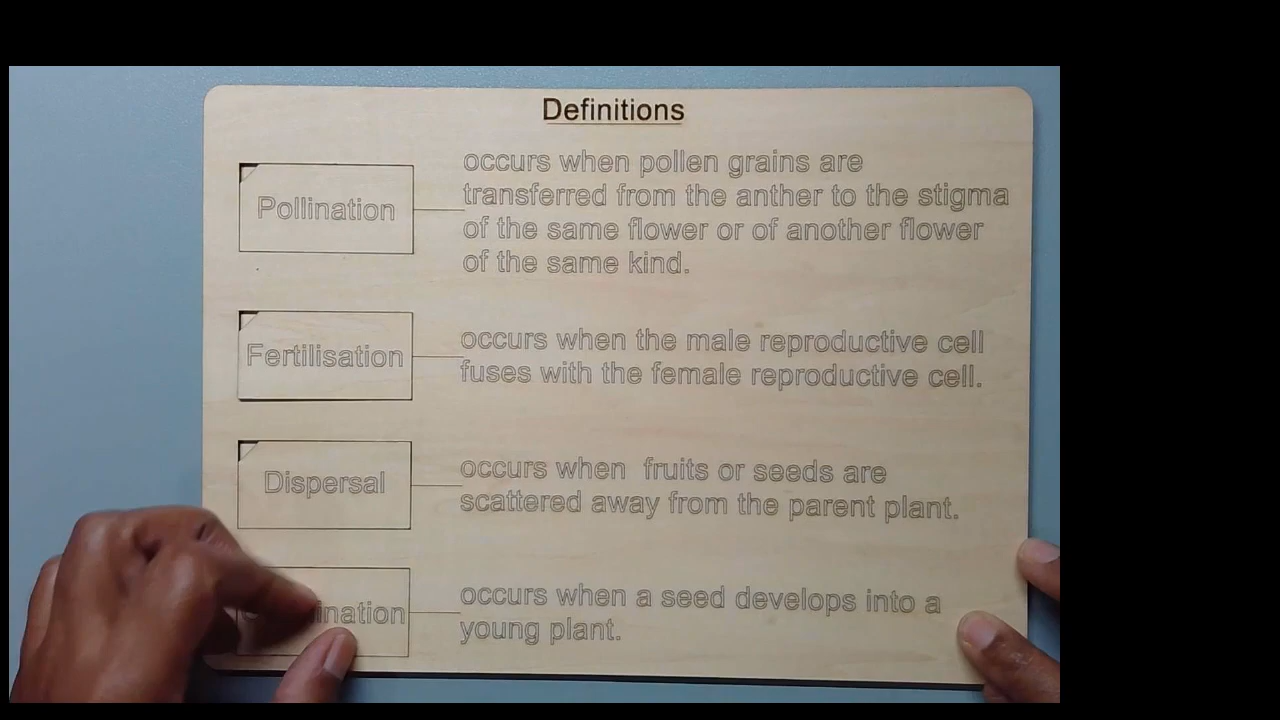 Definitions
Pollination
occurs when pollen grains are
transferred from the anther to the stigma
of the same flower or of another flower
of the same kind.
Fertilisation
occurs when the male reproductive cell
fuses with the female reproductive cell.
Dispersal
occurs when fruits or seeds are
scattered away from the parent plant.
occurs when a seed develops into a
young plant.